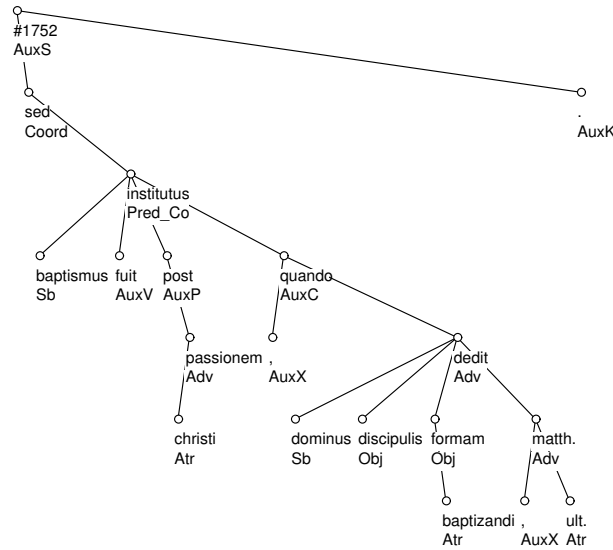 #1752
AuxS
sed
Coord
.
AuxK
institutus
Pred_Co
baptismus fuit post quando
Sb AuxV AuxP AuxC
passionem , dedit
Adv AuxX Adv
christi dominus discipulis formam matth.
Atr Sb Obj Obj Adv
baptizandi , ult.
Atr AuxX Atr